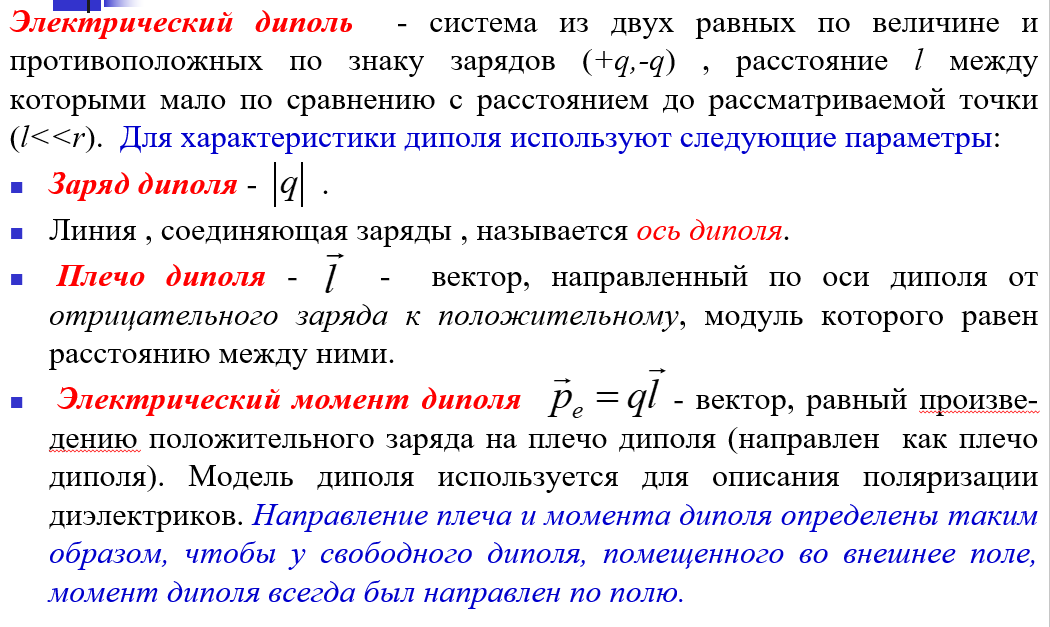 Электрический диполь - система из двух равных по величине и
противоположных по знаку зарядов (+q,-q) , расстояние l между
которыми мало по сравнению с расстоянием до рассматриваемой точки
(l<<r). Для характеристики диполя используют следующие параметры:
Заряд диполя - |q| .
Линия , соединяющая заряды , называется ось диполя.
Плечо диполя - l⃗ - вектор, направленный по оси диполя от
отрицательного заряда к положительному, модуль которого равен
расстоянию между ними.
Электрический момент диполя p⃗ₑ = ql⃗ - вектор, равный произве-
дению положительного заряда на плечо диполя (направлен как плечо
диполя). Модель диполя используется для описания поляризации
диэлектриков. Направление плеча и момента диполя определены таким
образом, чтобы у свободного диполя, помещенного во внешнее поле,
момент диполя всегда был направлен по полю.